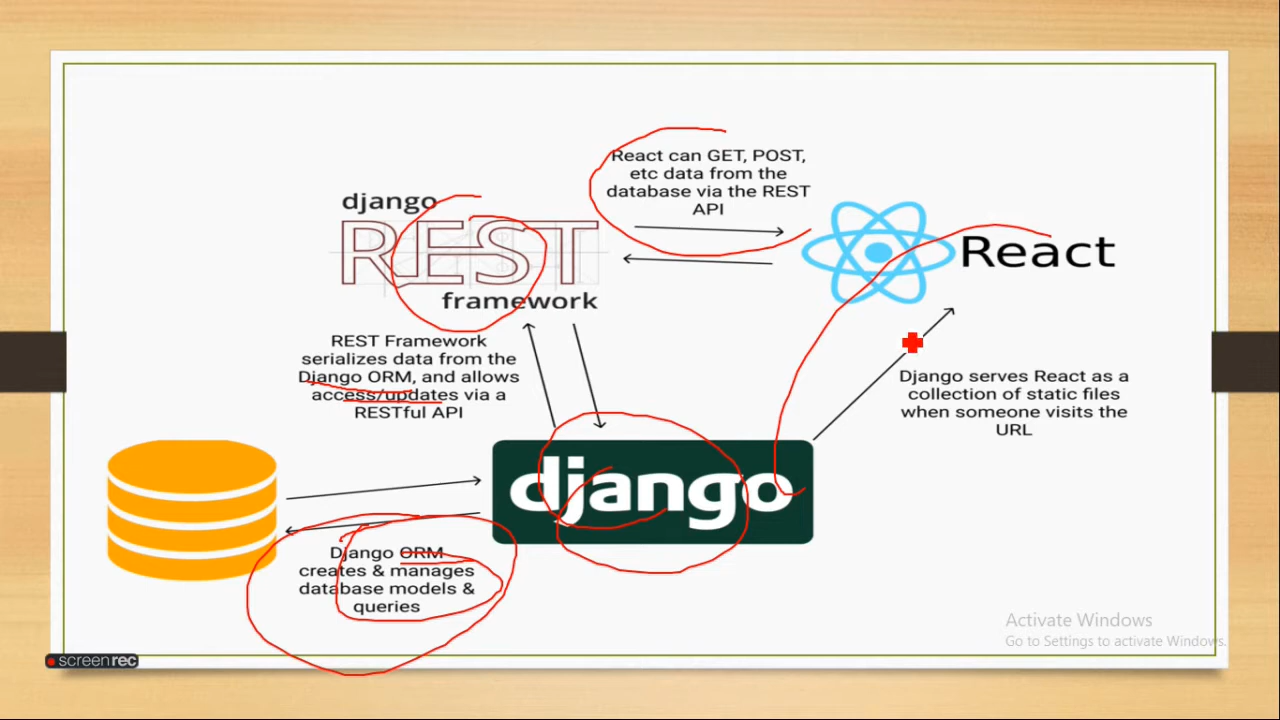 React can GET, POST,
etc data from the
database via the REST
API
django
REST
framework
React
REST Framework
serializes data from the
Django ORM, and allows
access/updates via a
RESTful API
Django serves React as a
collection of static files
when someone visits the
URL
django
Django ORM
creates & manages
database models &
queries
Activate Windows
Go to Settings to activate Windows.
screenrec